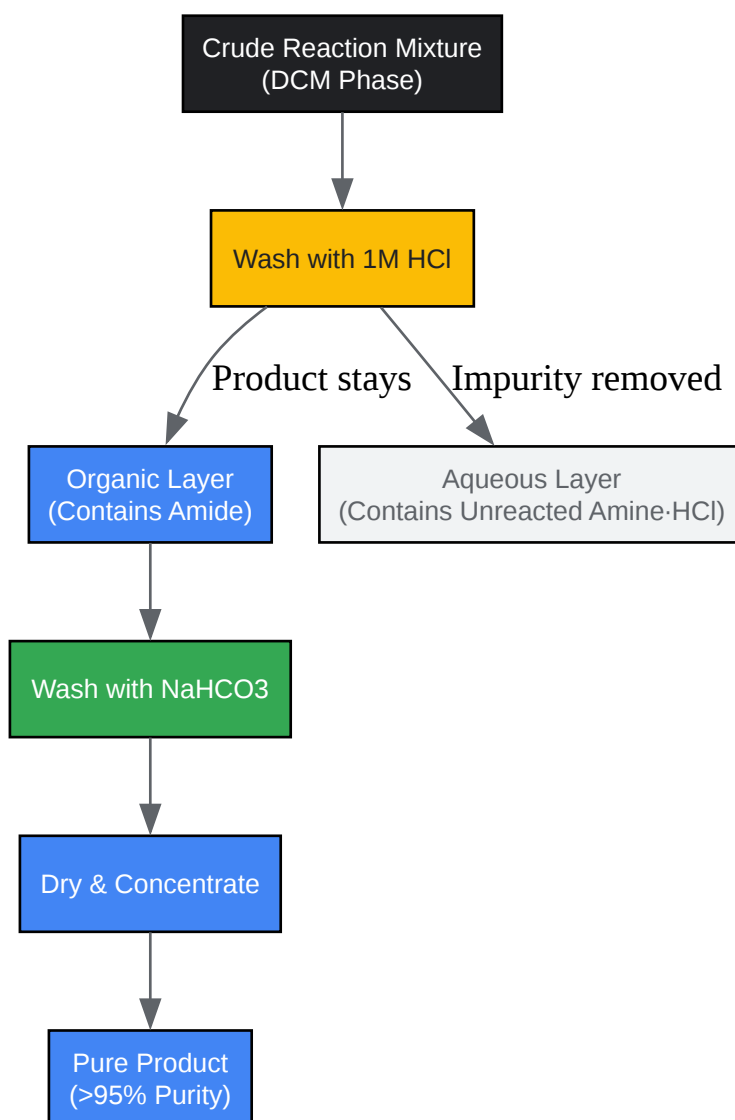 Crude Reaction Mixture
(DCM Phase)
Wash with 1M HCl
Product stays
Impurity removed
Organic Layer
(Contains Amide)
Aqueous Layer
(Contains Unreacted Amine·HCl)
Wash with NaHCO3
Dry & Concentrate
Pure Product
(>95% Purity)